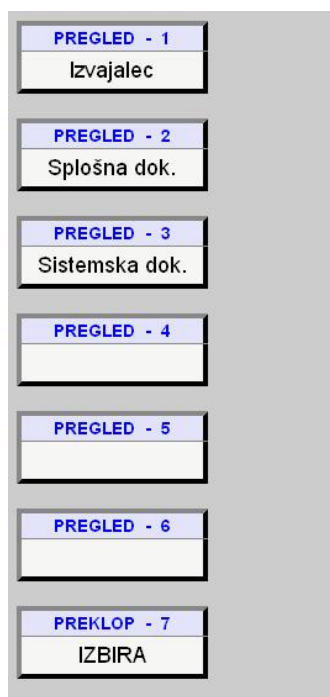 PREGLED - 1
Izvajalec
PREGLED - 2
Splošna dok.
PREGLED - 3
Sistemska dok.
PREGLED - 4
PREGLED - 5
PREGLED - 6
PREKLOP - 7
IZBIRA